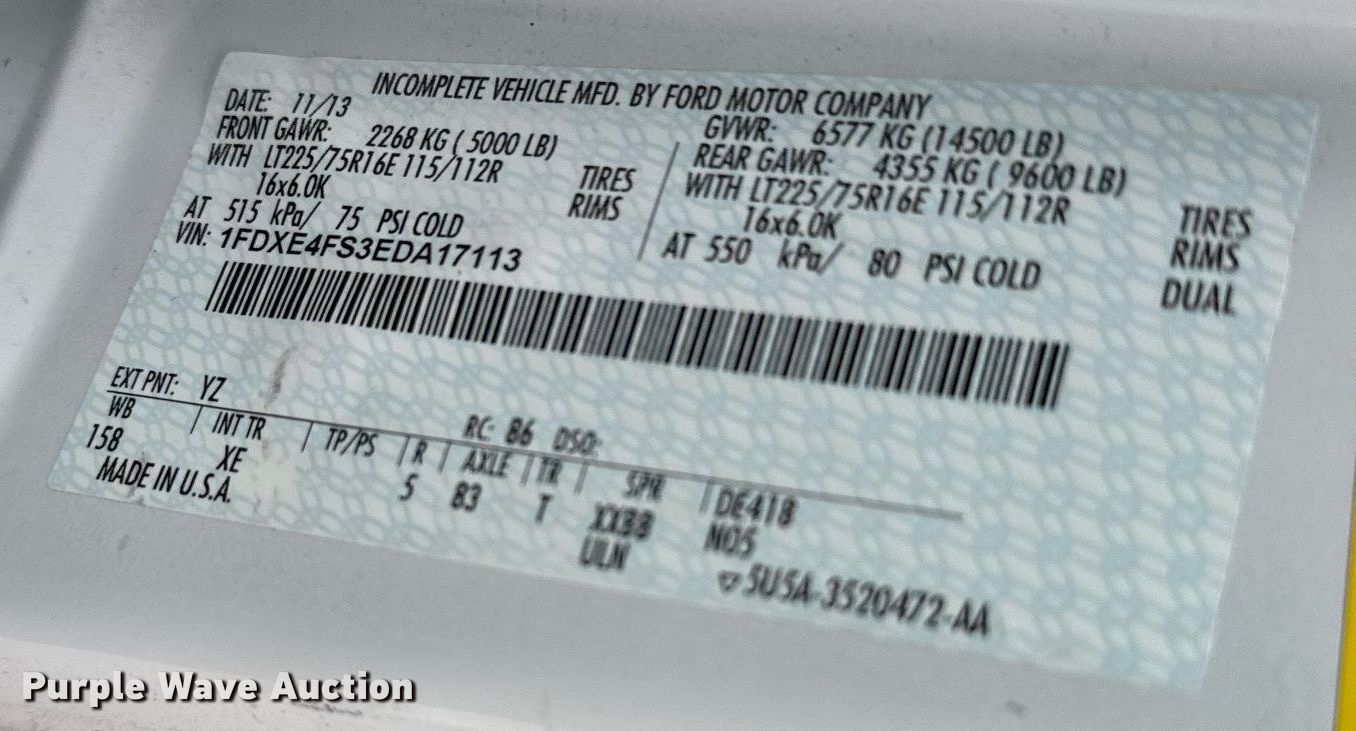 INCOMPLETE VEHICLE MFD. BY FORD MOTOR COMPANY
DATE: 11/13
FRONT GAWR: 2268 KG ( 5000 LB)
WITH LT225/75R16E 115/112R TIRES
16x6.0K RIMS
AT 515 kPa/ 75 PSI COLD
VIN: 1FDXE4FS3EDA17113
GVWR: 6577 KG (14500 LB)
REAR GAWR: 4355 KG ( 9600 LB)
WITH LT225/75R16E 115/112R TIRES
16x6.0K RIMS
AT 550 kPa/ 80 PSI COLD DUAL
EXT PNT: YZ RC: 86 DSO:
WB INT TR TP/PS R AXLE TR SPR DE41B
158 XE 5 83 T N05
MADE IN U.S.A. ULN
5U5A-3520472-AA
Purple Wave Auction